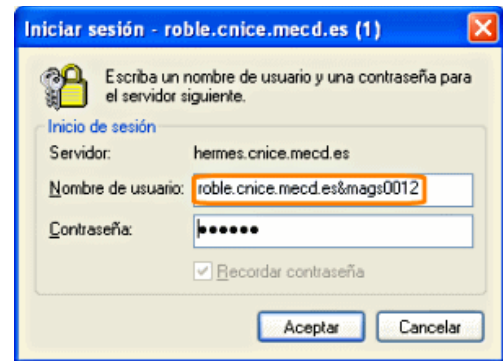 Iniciar sesión - roble.cnice.mecd.es (1)
Escriba un nombre de usuario y una contraseña para
el servidor siguiente.
Inicio de sesión
Servidor: hermes.cnice.mecd.es
Nombre de usuario: roble.cnice.mecd.es&mags0012
Contraseña: ●●●●●●
Recordar contraseña
Aceptar Cancelar